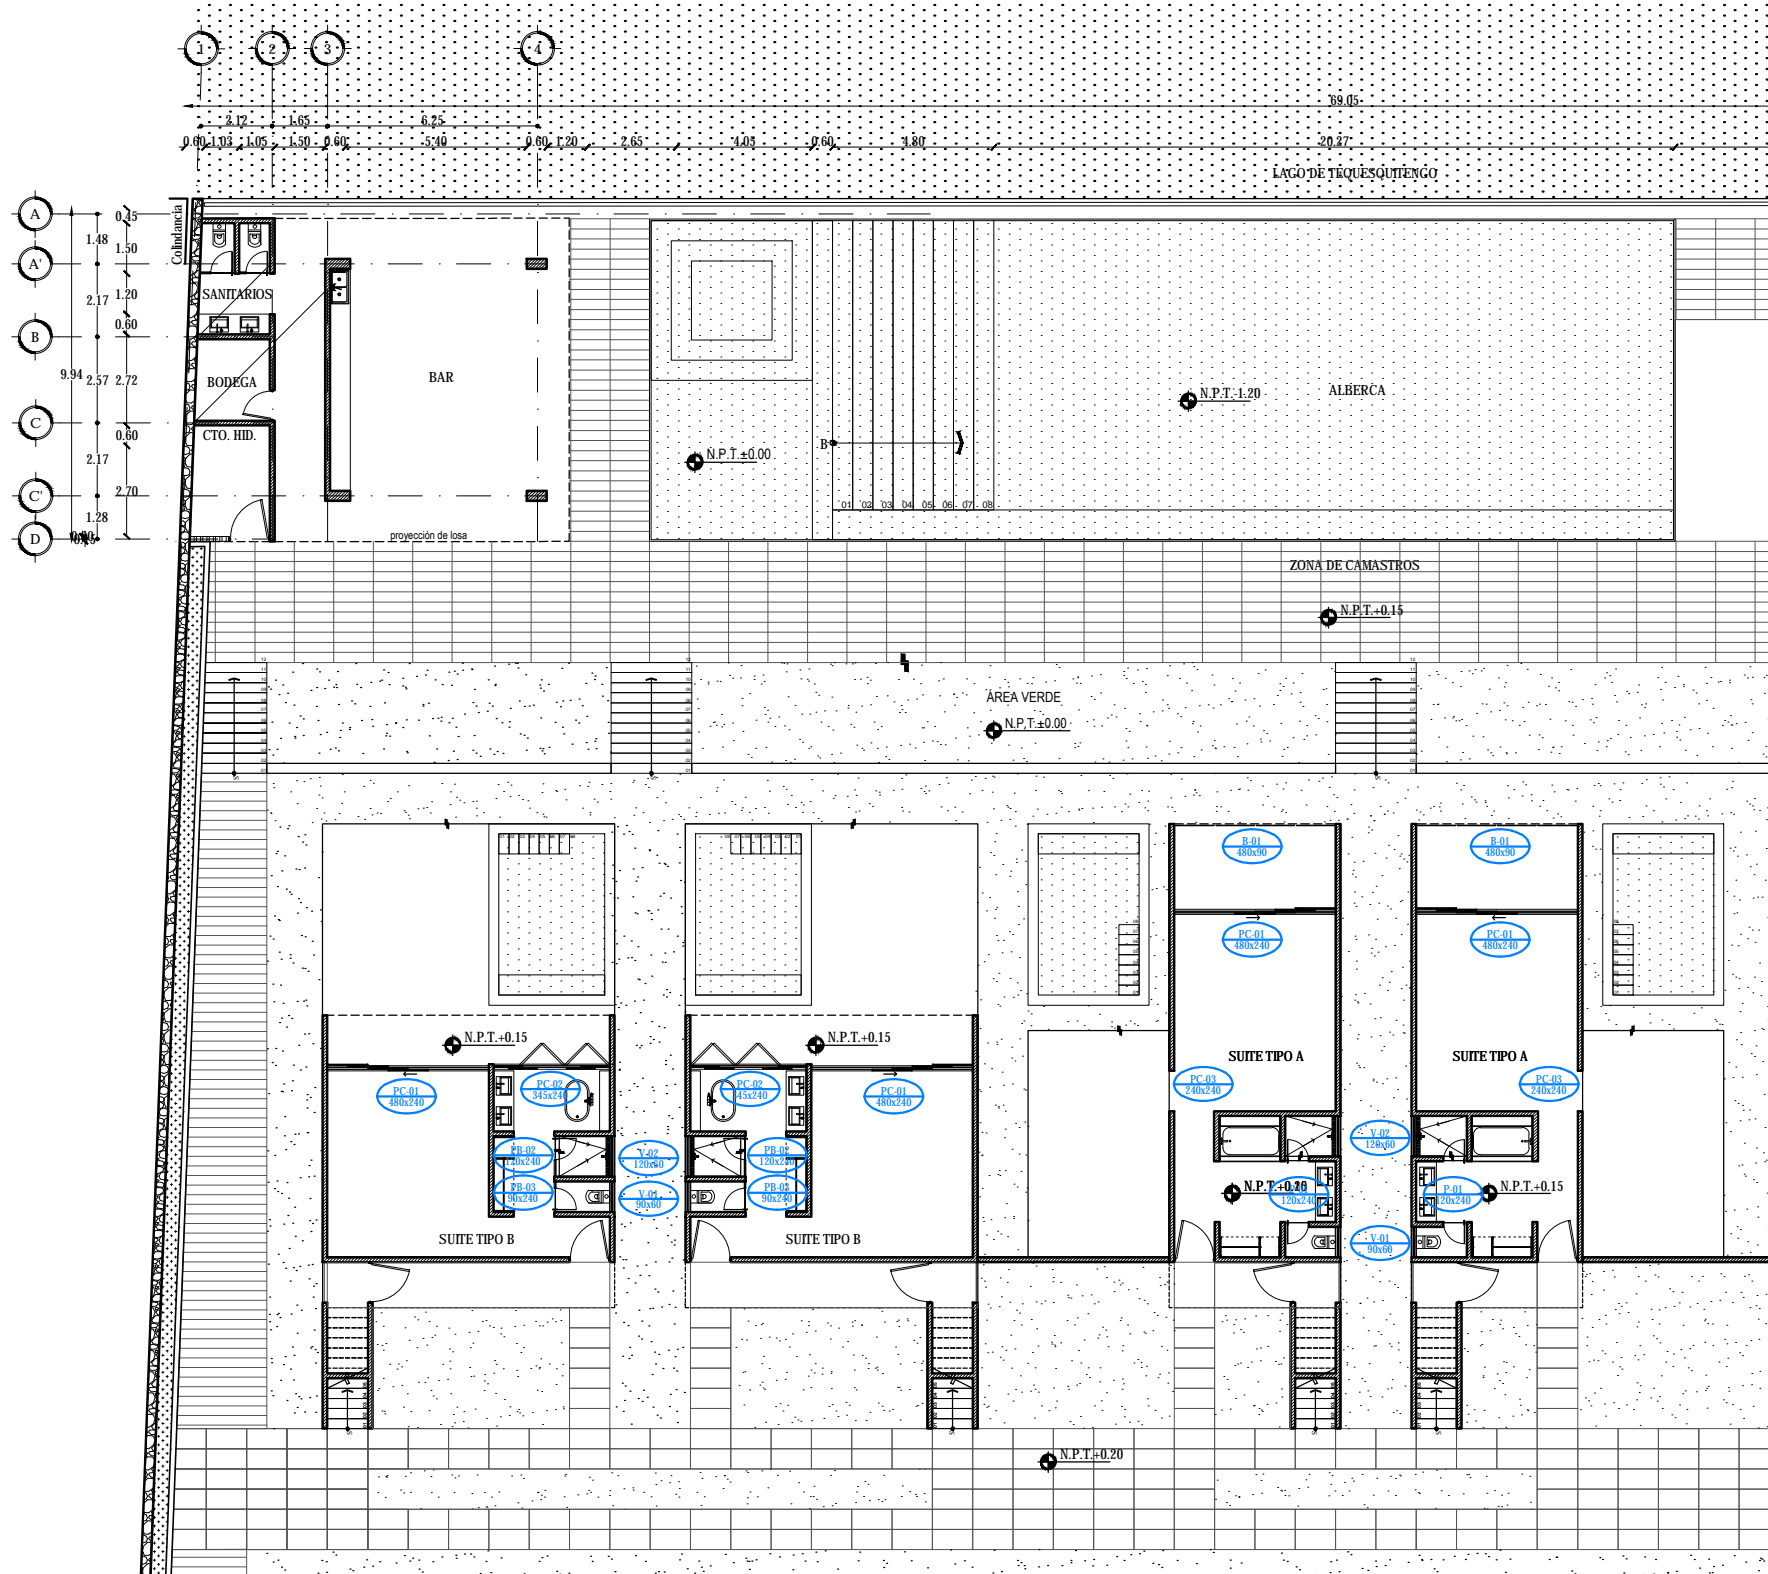 1 2 3 4
69.05
2.12 1.65 6.25
0.60 1.03 1.05 1.50 0.60 5.40 0.60 1.20 2.65 4.05 0.60 4.80 20.27
LAGO DE TEQUESQUITENGO
Colindancia
A
A'
B
C
C'
D
0.45
1.48
1.50
2.17
1.20
0.60
9.94
2.57
2.72
0.60
2.17
2.70
1.28
SANITARIOS
BODEGA
CTO. HID.
BAR
proyección de losa
N.P.T.±0.00
B
01 02 03 04 05 06 07 08
N.P.T.-1.20
ALBERCA
ZONA DE CAMASTROS
N.P.T.+0.15
ÁREA VERDE
N.P.T.±0.00
B-01
480x90
B-01
480x90
PC-01
480x240
PC-01
480x240
N.P.T.+0.15
N.P.T.+0.15
SUITE TIPO A
SUITE TIPO A
PC-01
480x240
PC-02
345x240
PC-02
345x240
PC-01
480x240
PC-03
240x240
PC-03
240x240
PB-02
120x240
V-02
120x60
PB-02
120x240
V-02
120x60
PB-03
90x240
V-01
90x60
PB-03
90x240
120x240
P-01
120x240
N.P.T.+0.15
SUITE TIPO B
SUITE TIPO B
V-01
90x60
N.P.T.+0.20